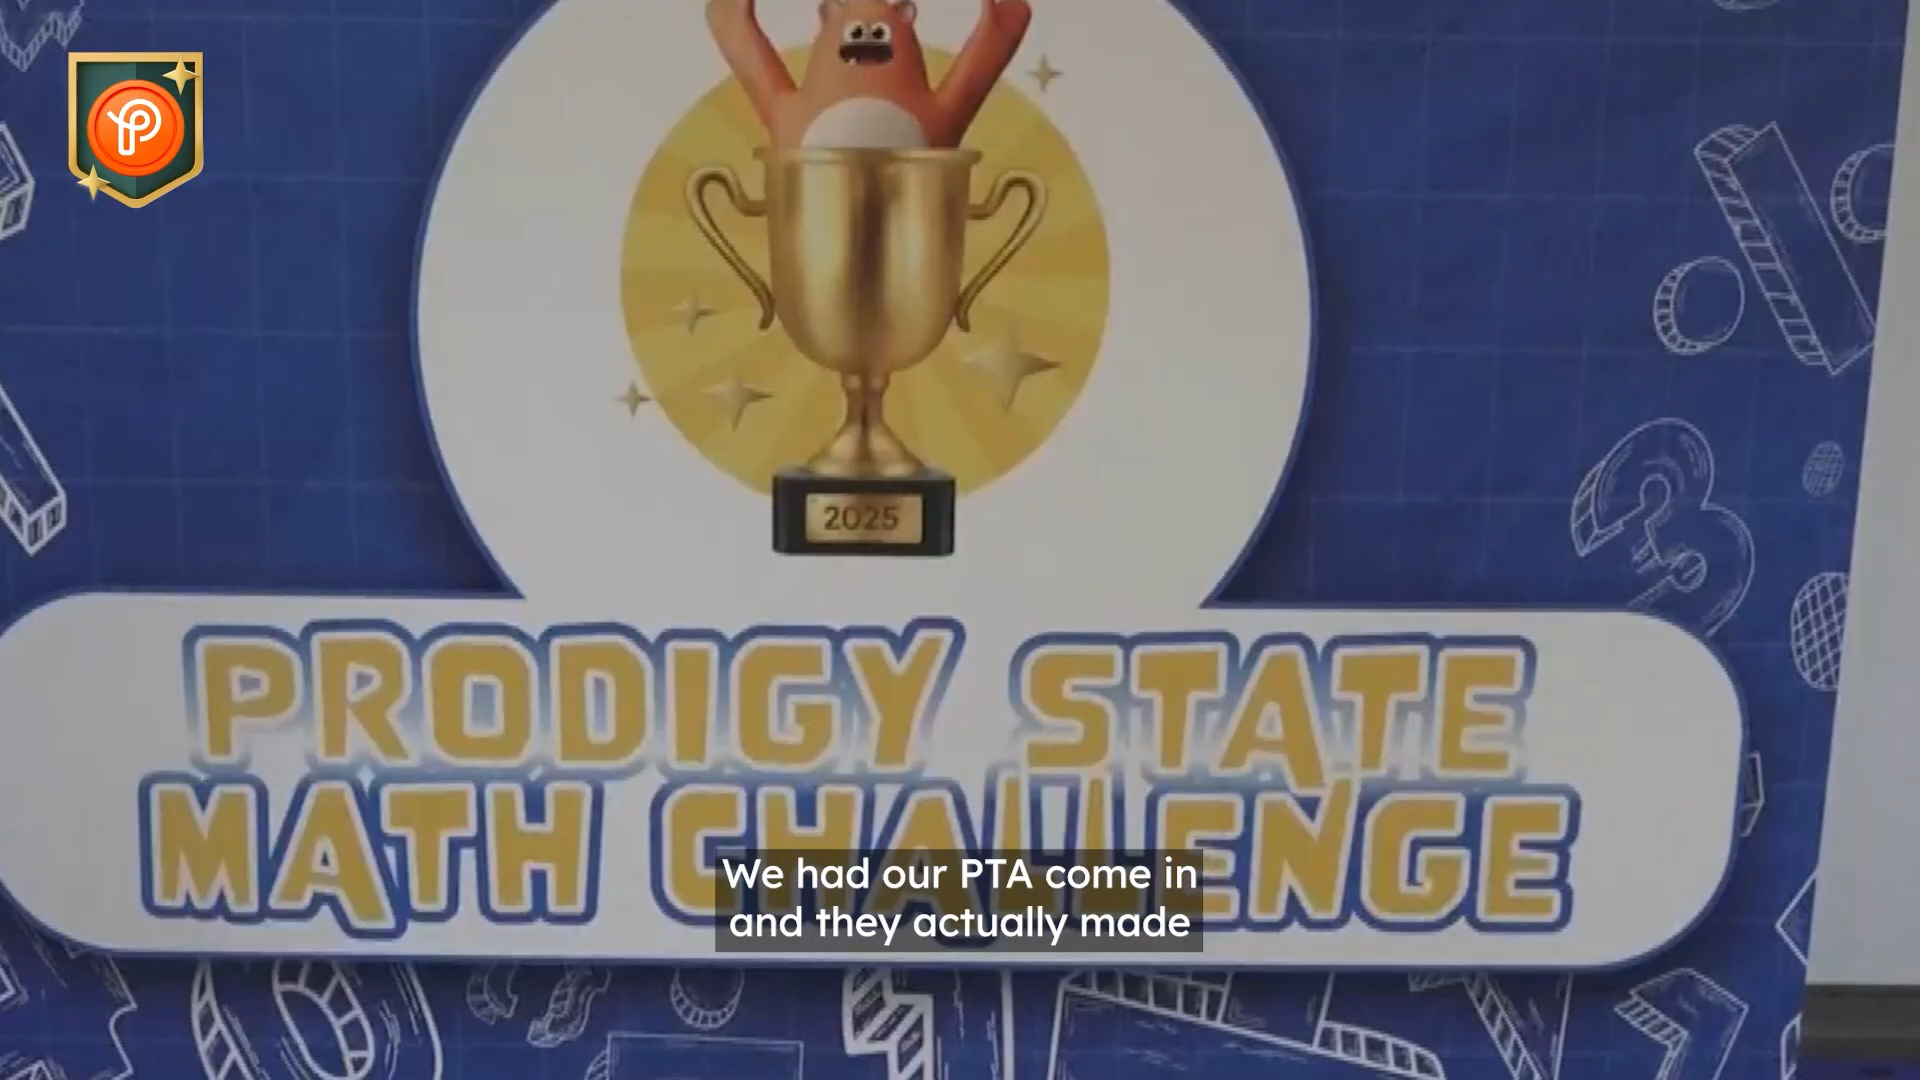 P
2025
PRODIGY STATE
MATH CHALLENGE
We had our PTA come in
and they actually made